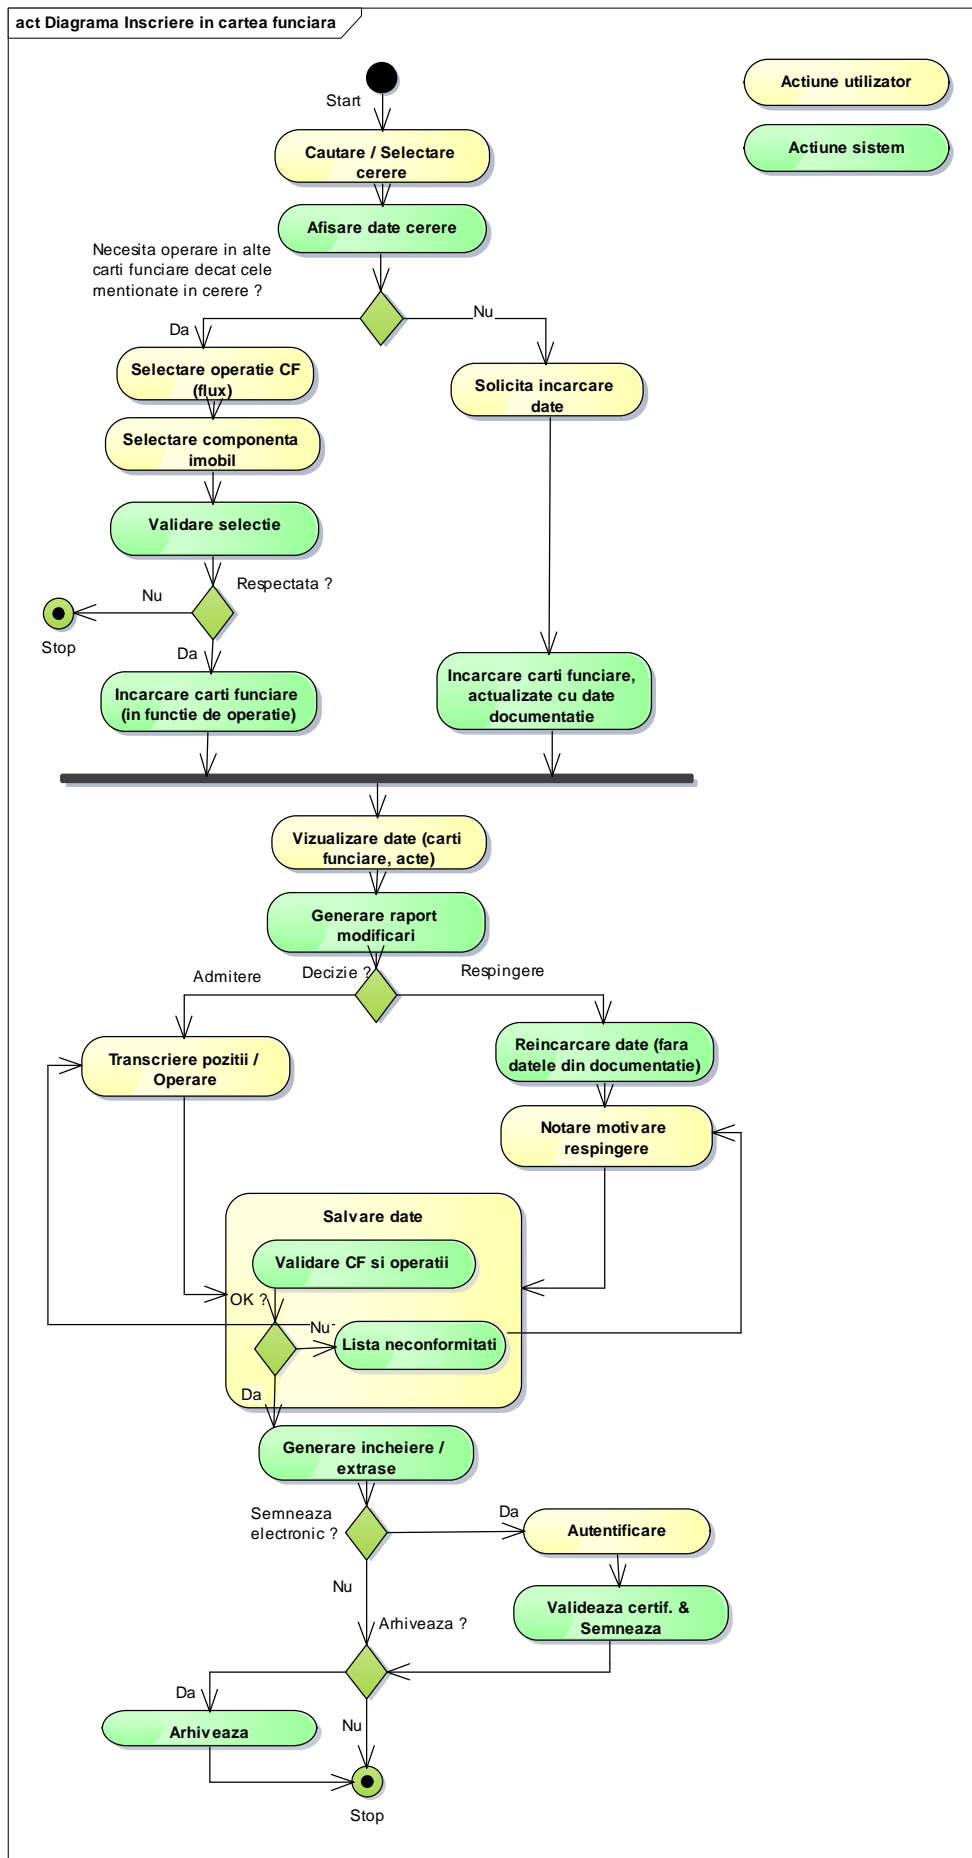 act Diagrama Inscriere in cartea funciara
Actiune utilizator
Actiune sistem
Start
Cautare / Selectare
cerere
Afisare date cerere
Necesita operare in alte
carti funciare decat cele
mentionate in cerere ?
Da
Nu
Selectare operatie CF
(flux)
Solicita incarcare
date
Selectare componenta
imobil
Validare selectie
Respectata ?
Nu
Stop
Da
Incarcare carti funciare
(in functie de operatie)
Incarcare carti funciare,
actualizate cu date
documentatie
Vizualizare date (carti
funciare, acte)
Generare raport
modificari
Decizie ?
Admitere
Respingere
Transcriere pozitii /
Operare
Reincarcare date (fara
datele din documentatie)
Notare motivare
respingere
Salvare date
Validare CF si operatii
OK ?
Nu
Lista neconformitati
Da
Generare incheiere /
extrase
Semneaza
electronic ?
Da
Autentificare
Nu
Valideaza certif. &
Semneaza
Arhiveaza ?
Da
Arhiveaza
Nu
Stop